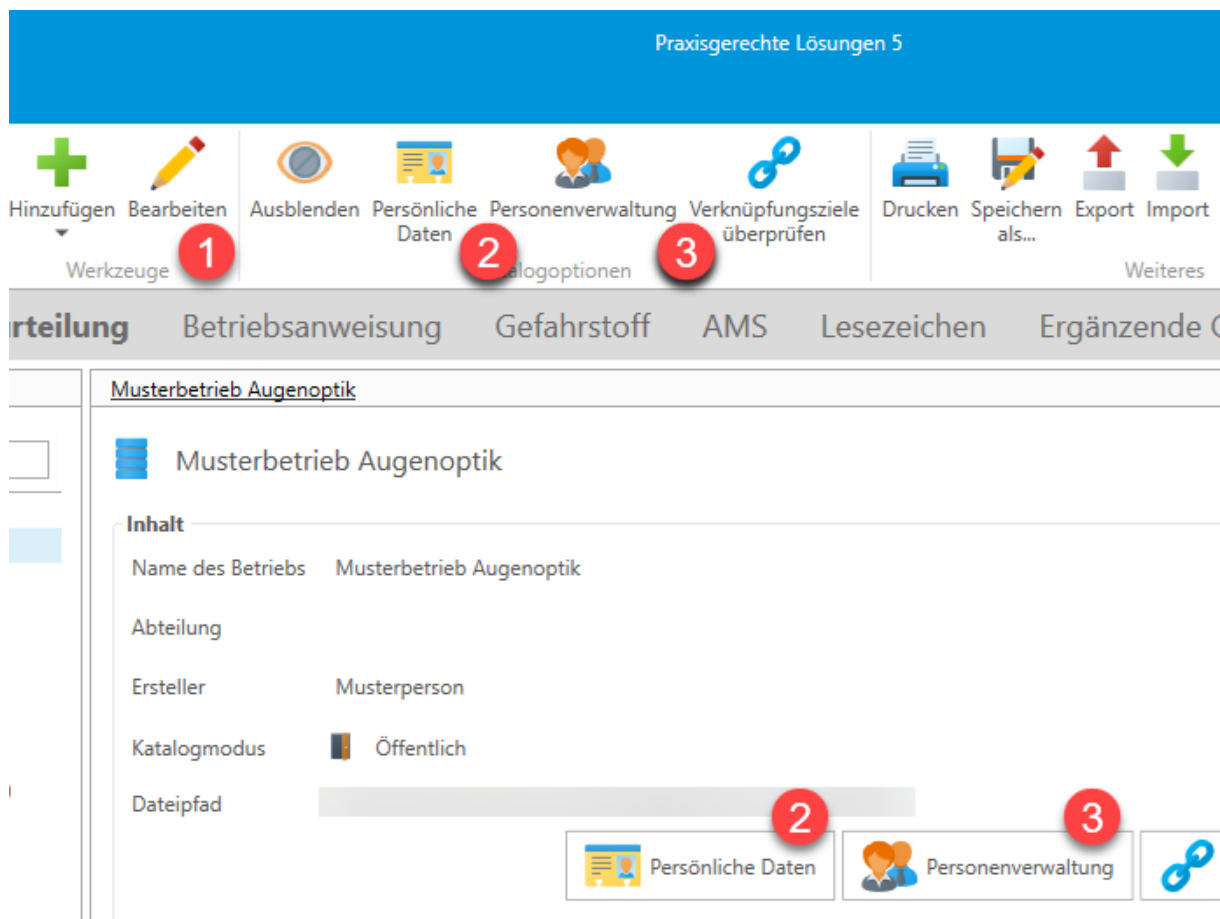 Praxisgerechte Lösungen 5
Hinzufügen Bearbeiten Ausblenden Persönliche Personenverwaltung Verknüpfungsziele Drucken Speichern Export Import
Daten überprüfen als...
1 2 3
Werkzeuge alogoptionen Weiteres
rteilung Betriebsanweisung Gefahrstoff AMS Lesezeichen Ergänzende
Musterbetrieb Augenoptik
Musterbetrieb Augenoptik
Inhalt
Name des Betriebs Musterbetrieb Augenoptik
Abteilung
Ersteller Musterperson
Katalogmodus Öffentlich
Dateipfad
2 3
Persönliche Daten Personenverwaltung